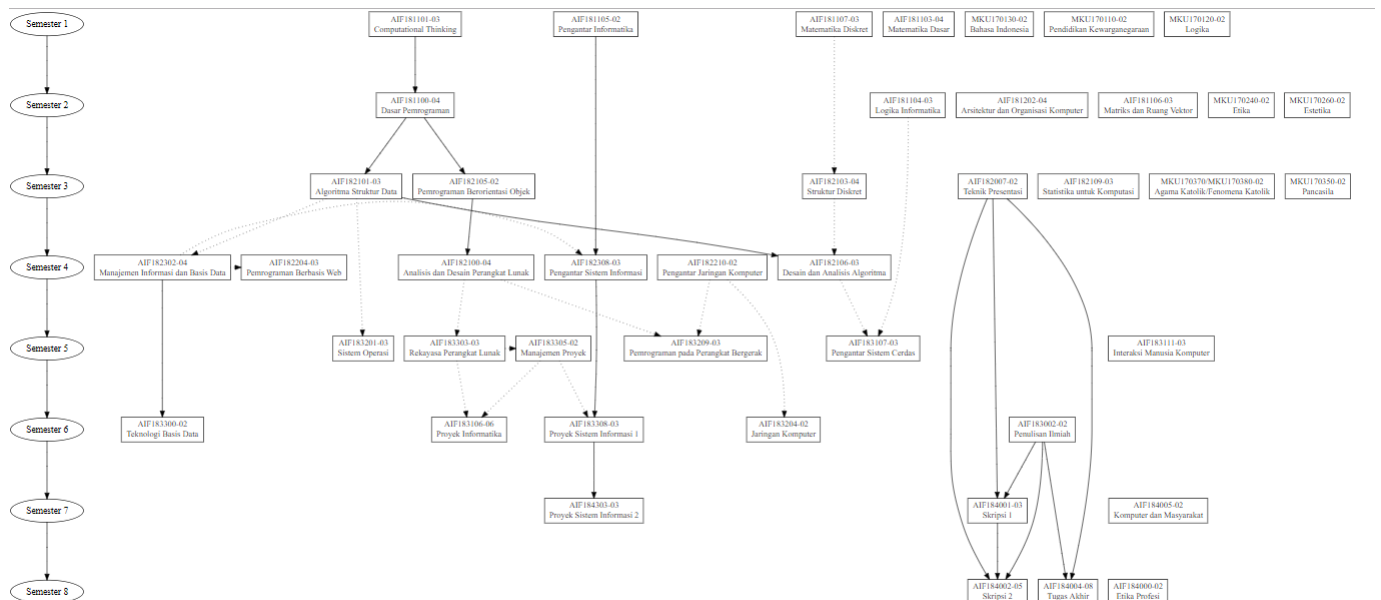 Semester 1
AIF181101-03
Computational Thinking
AIF181105-02
Pengantar Informatika
AIF181107-03
Matematika Diskret
AIF181103-04
Matematika Dasar
MKU170130-02
Bahasa Indonesia
MKU170110-02
Pendidikan Kewarganegaraan
MKU170120-02
Logika
Semester 2
AIF181100-04
Dasar Pemrograman
AIF181104-03
Logika Informatika
AIF181202-04
Arsitektur dan Organisasi Komputer
AIF181106-03
Matriks dan Ruang Vektor
MKU170240-02
Etika
MKU170260-02
Estetika
Semester 3
AIF182101-03
Algoritma Struktur Data
AIF182105-02
Pemrograman Berorientasi Objek
AIF182103-04
Struktur Diskret
AIF182007-02
Teknik Presentasi
AIF182109-03
Statistika untuk Komputasi
MKU170370/MKU170380-02
Agama Katolik/Fenomena Katolik
MKU170350-02
Pancasila
Semester 4
AIF182302-04
Manajemen Informasi dan Basis Data
AIF182204-03
Pemrograman Berbasis Web
AIF182100-04
Analisis dan Desain Perangkat Lunak
AIF182308-03
Pengantar Sistem Informasi
AIF182210-02
Pengantar Jaringan Komputer
AIF182106-03
Desain dan Analisis Algoritma
Semester 5
AIF183201-03
Sistem Operasi
AIF183303-03
Rekayasa Perangkat Lunak
AIF183305-02
Manajemen Proyek
AIF183209-03
Pemrograman pada Perangkat Bergerak
AIF183107-03
Pengantar Sistem Cerdas
AIF183111-03
Interaksi Manusia Komputer
Semester 6
AIF183300-02
Teknologi Basis Data
AIF183106-06
Proyek Informatika
AIF183308-03
Proyek Sistem Informasi 1
AIF183204-02
Jaringan Komputer
AIF183002-02
Penulisan Ilmiah
Semester 7
AIF184303-03
Proyek Sistem Informasi 2
AIF184001-03
Skripsi 1
AIF184005-02
Komputer dan Masyarakat
Semester 8
AIF184002-05
Skripsi 2
AIF184004-08
Tugas Akhir
AIF184000-02
Etika Profesi